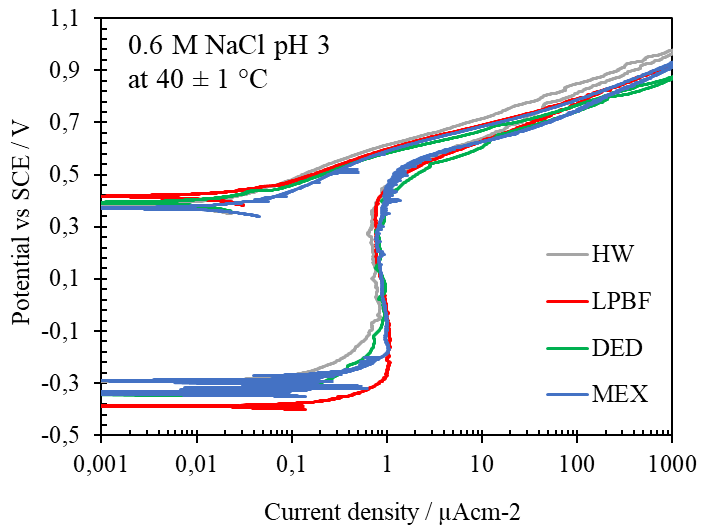 1,1
0,9
0,7
0,5
0,3
0,1
-0,1
-0,3
-0,5
Potential vs SCE / V
0.6 M NaCl pH 3
at 40 ± 1 °C
HW
LPBF
DED
MEX
0,001 0,01 0,1 1 10 100 1000
Current density / µAcm-2